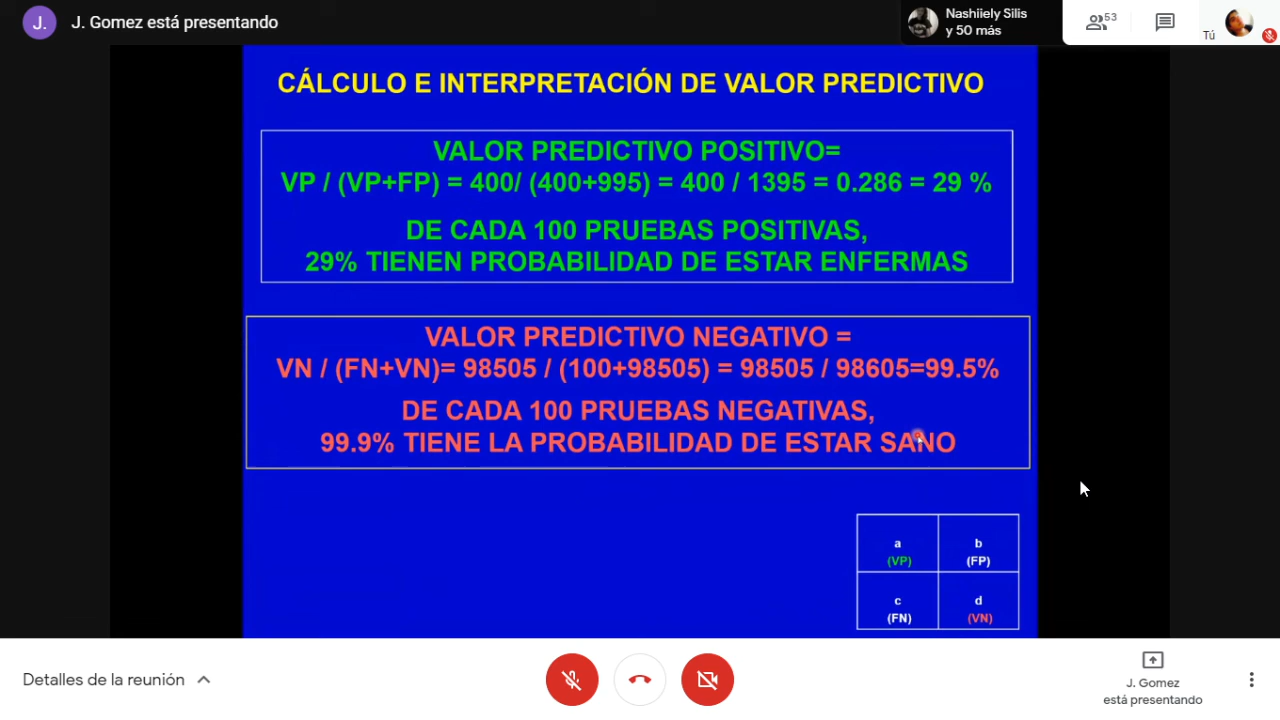 J.
J. Gomez está presentando
Nashiiely Silis
y 50 más
53
Tú
CÁLCULO E INTERPRETACIÓN DE VALOR PREDICTIVO
VALOR PREDICTIVO POSITIVO=
VP / (VP+FP) = 400/ (400+995) = 400 / 1395 = 0.286 = 29 %
DE CADA 100 PRUEBAS POSITIVAS,
29% TIENEN PROBABILIDAD DE ESTAR ENFERMAS
VALOR PREDICTIVO NEGATIVO =
VN / (FN+VN)= 98505 / (100+98505) = 98505 / 98605=99.5%
DE CADA 100 PRUEBAS NEGATIVAS,
99.9% TIENE LA PROBABILIDAD DE ESTAR SANO
a b
(VP) (FP)
c d
(FN) (VN)
Detalles de la reunión
J. Gomez
está presentando